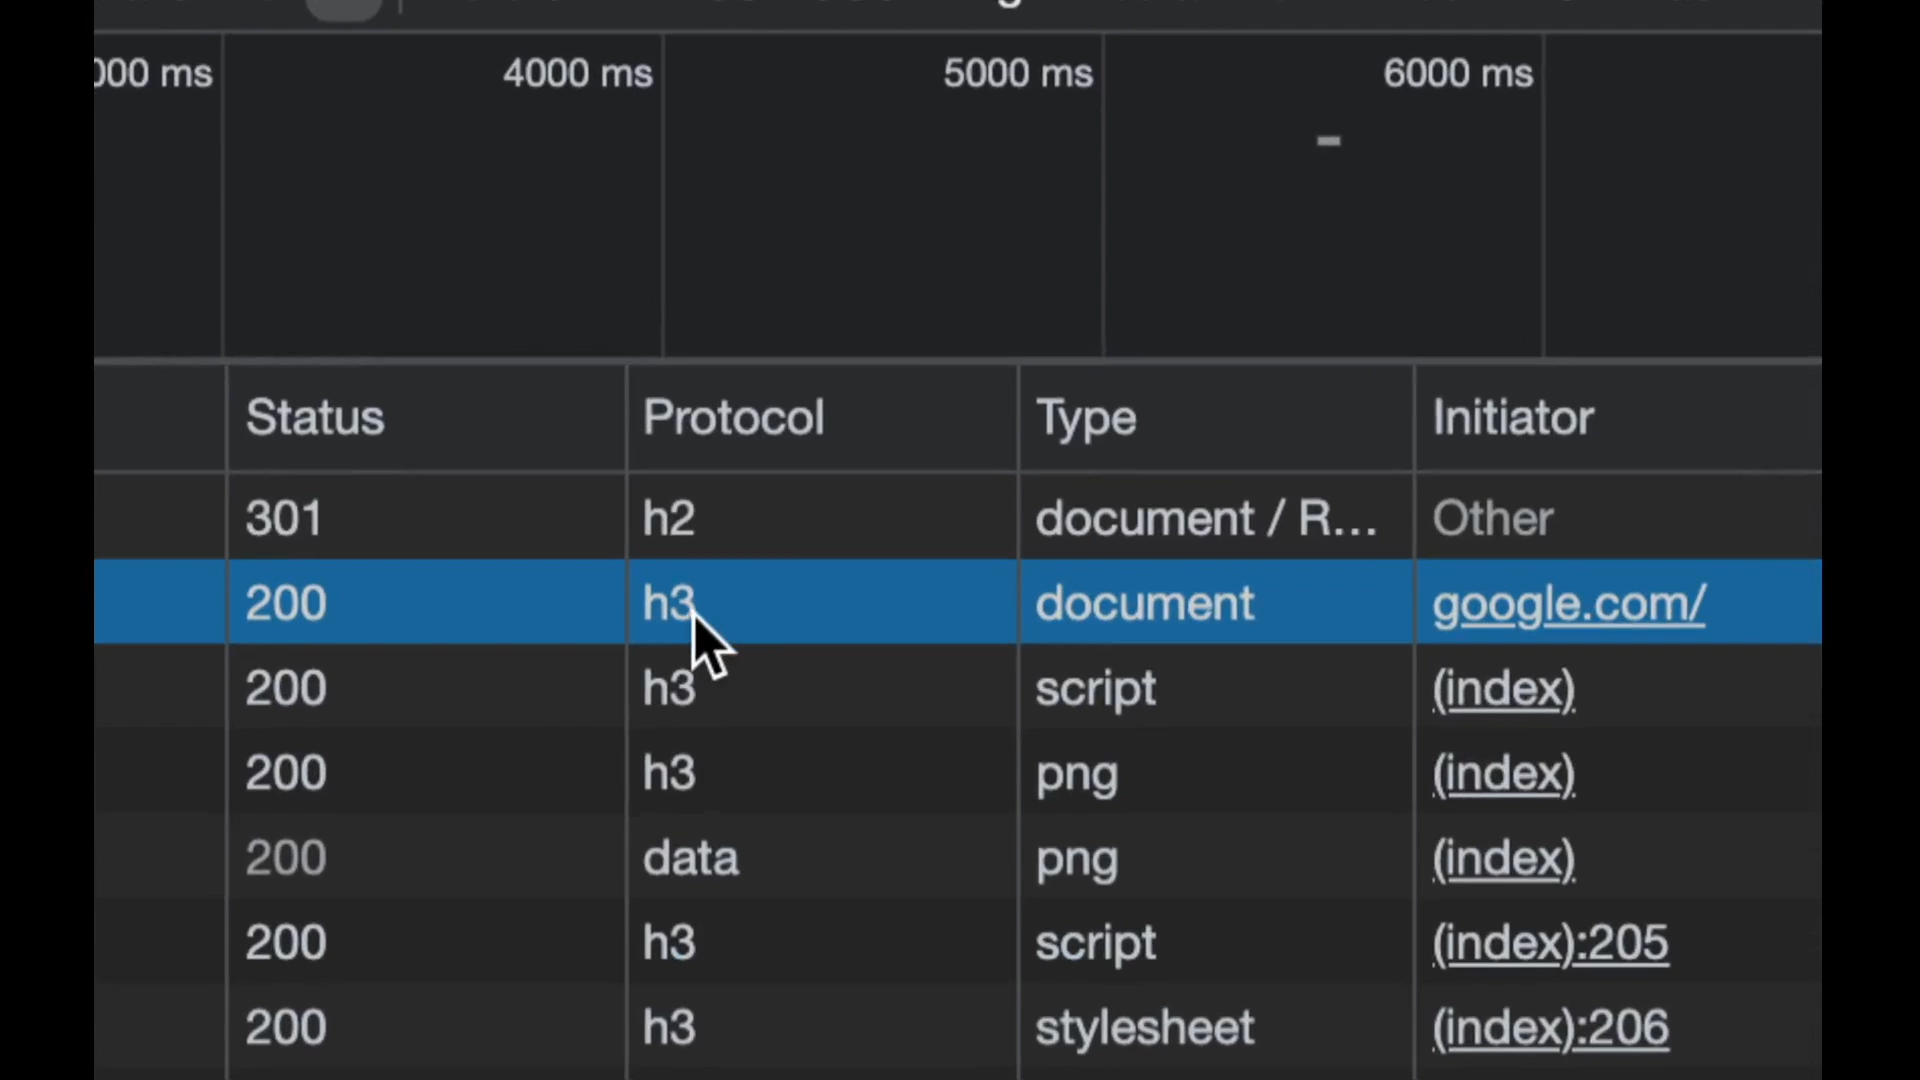 000 ms 4000 ms 5000 ms 6000 ms
Status Protocol Type Initiator
301 h2 document / R... Other
200 h3 document google.com/
200 h3 script (index)
200 h3 png (index)
200 data png (index)
200 h3 script (index):205
200 h3 stylesheet (index):206